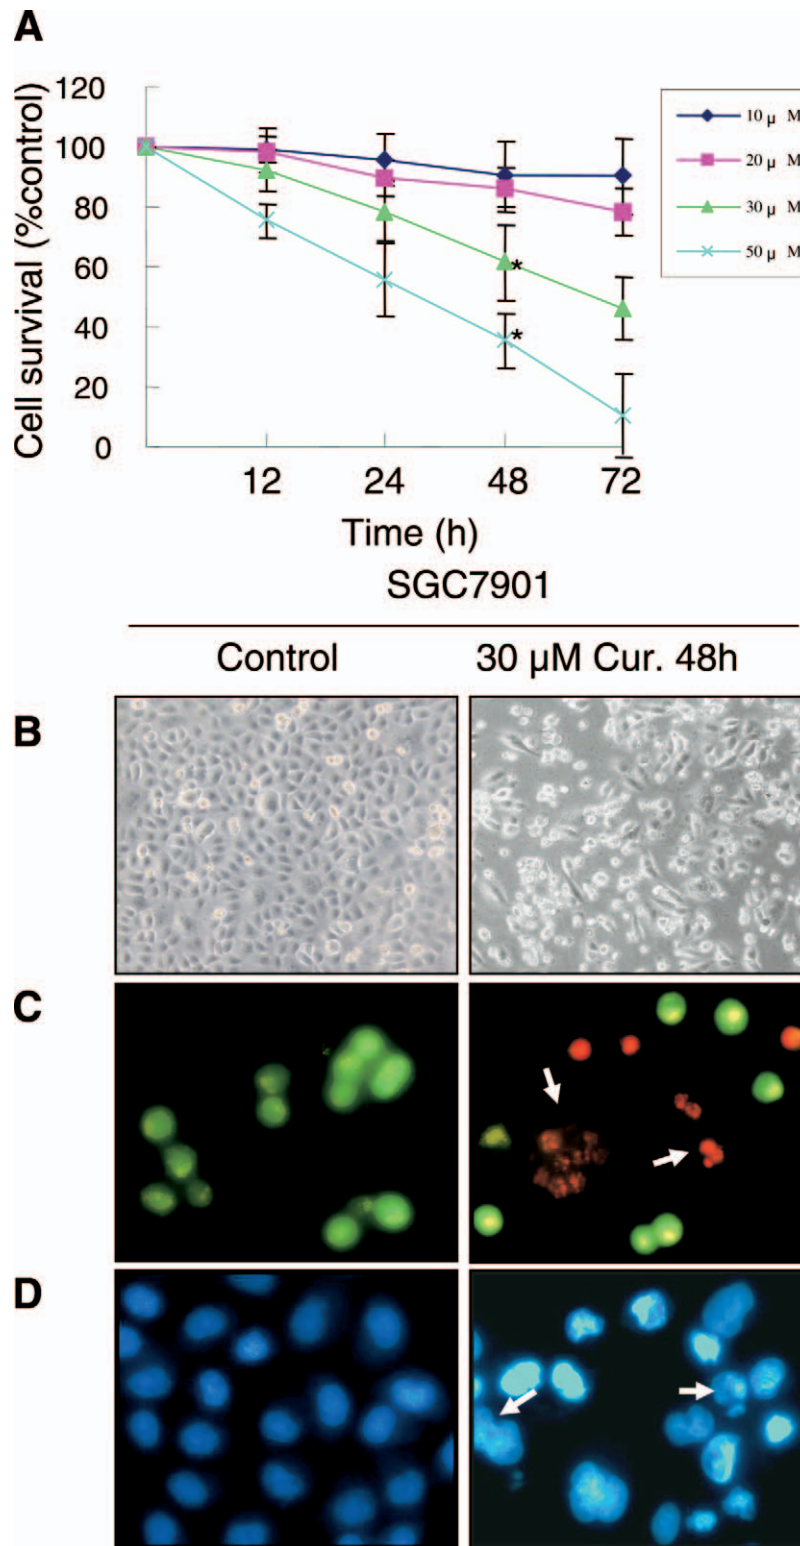 A
Cell survival (%control)
120
100
80
60
40
20
0
12 24 48 72
Time (h)
* *
10 μ M
20 μ M
30 μ M
50 μ M
SGC7901
Control 30 μM Cur. 48h
B
C
D